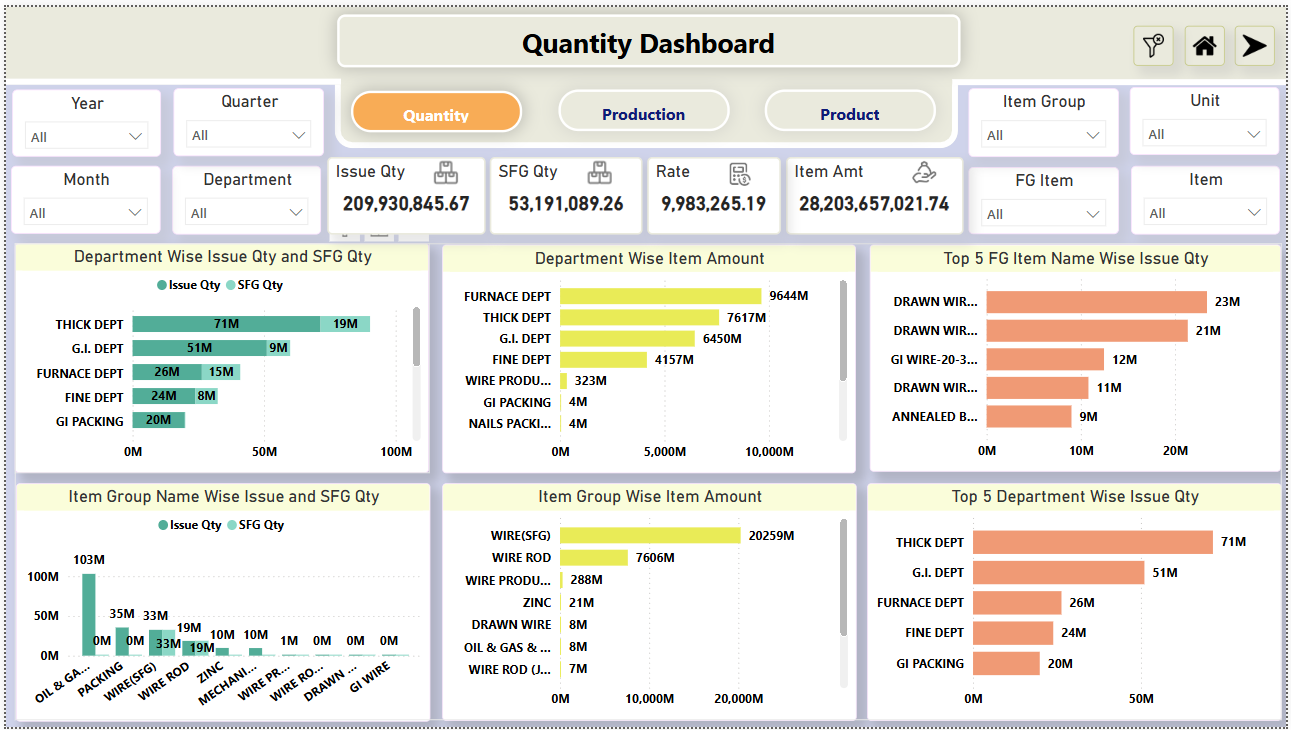 Quantity Dashboard
Quantity
Production
Product
Year
All
Quarter
All
Month
All
Department
All
Item Group
All
Unit
All
FG Item
All
Item
All
Issue Qty
209,930,845.67
SFG Qty
53,191,089.26
Rate
9,983,265.19
Item Amt
28,203,657,021.74
Department Wise Issue Qty and SFG Qty
Issue Qty SFG Qty
THICK DEPT 71M 19M
G.I. DEPT 51M 9M
FURNACE DEPT 26M 15M
FINE DEPT 24M 8M
GI PACKING 20M
0M 50M 100M
Department Wise Item Amount
FURNACE DEPT 9644M
THICK DEPT 7617M
G.I. DEPT 6450M
FINE DEPT 4157M
WIRE PRODU... 323M
GI PACKING 4M
NAILS PACKI... 4M
0M 5,000M 10,000M
Top 5 FG Item Name Wise Issue Qty
DRAWN WIR... 23M
DRAWN WIR... 21M
GI WIRE-20-3... 12M
DRAWN WIR... 11M
ANNEALED B... 9M
0M 10M 20M
Item Group Name Wise Issue and SFG Qty
Issue Qty SFG Qty
100M
50M
0M
103M 0M 35M 0M 33M 33M 19M 19M 10M 10M 1M 0M 0M 0M
OIL & GA... PACKING WIRE(SFG) WIRE ROD ZINC MECHANI... WIRE PR... WIRE RO... DRAWN ... GI WIRE
Item Group Wise Item Amount
WIRE(SFG) 20259M
WIRE ROD 7606M
WIRE PRODU... 288M
ZINC 21M
DRAWN WIRE 8M
OIL & GAS & ... 8M
WIRE ROD (J... 7M
0M 10,000M 20,000M
Top 5 Department Wise Issue Qty
THICK DEPT 71M
G.I. DEPT 51M
FURNACE DEPT 26M
FINE DEPT 24M
GI PACKING 20M
0M 50M